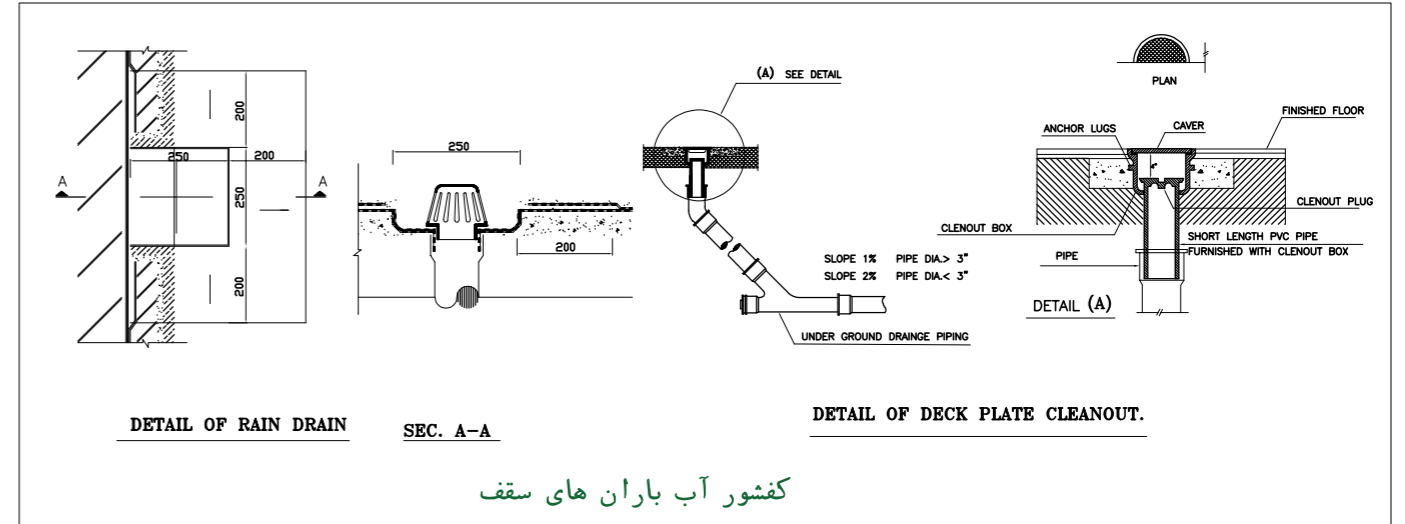 200
250
200
A
A
250
200
DETAIL OF RAIN DRAIN
250
200
SEC. A-A
(A) SEE DETAIL
SLOPE 1% PIPE DIA.> 3"
SLOPE 2% PIPE DIA.< 3"
UNDER GROUND DRAINGE PIPING
PLAN
FINISHED FLOOR
ANCHOR LUGS
CAVER
CLENOUT PLUG
CLENOUT BOX
SHORT LENGTH PVC PIPE
FURNISHED WITH CLENOUT BOX
PIPE
DETAIL (A)
DETAIL OF DECK PLATE CLEANOUT.
کفشور آب باران های سقف